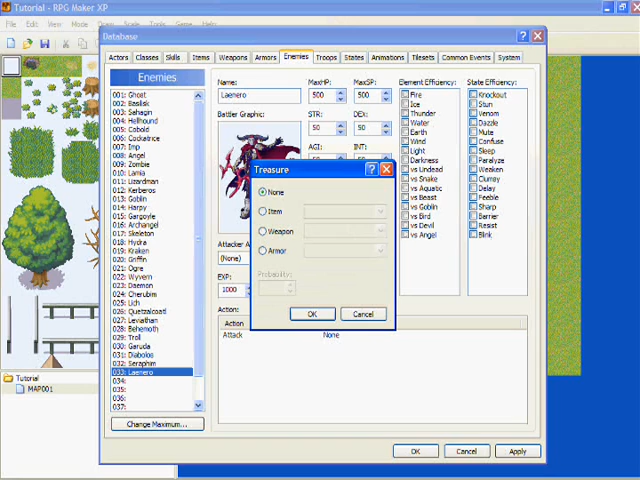 Tutorial - RPG Maker XP
File Edit View Mode Draw Scale Tools Game Help
Database
Actors Classes Skills Items Weapons Armors Enemies Troops States Animations Tilesets Common Events System
Enemies
001: Ghost
002: Basilisk
003: Sahagin
004: Hellhound
005: Cobold
006: Cockatrice
007: Imp
008: Angel
009: Zombie
010: Lamia
011: Lizardman
012: Kerberos
013: Goblin
014: Harpy
015: Gargoyle
016: Archangel
017: Skeleton
018: Hydra
019: Kraken
020: Griffin
021: Ogre
022: Wyvern
023: Daemon
024: Cherubim
025: Lich
026: Quetzalcoatl
027: Leviathan
028: Behemoth
029: Troll
030: Garuda
031: Diabolos
032: Seraphim
033: Laenero
034:
035:
036:
037:
Change Maximum...
Name:
Laenero
MaxHP:
500
MaxSP:
500
Battler Graphic:
STR:
50
DEX:
50
AGI:
INT:
Attacker A
(None)
EXP:
1000
Action:
Action
Attack None
Element Efficiency:
Fire
Ice
Thunder
Water
Earth
Wind
Light
Darkness
vs Undead
vs Snake
vs Aquatic
vs Beast
vs Goblin
vs Bird
vs Devil
vs Angel
State Efficiency:
Knockout
Stun
Venom
Dazzle
Mute
Confuse
Sleep
Paralyze
Weaken
Clumsy
Delay
Feeble
Sharp
Barrier
Resist
Blink
Treasure
None
Item
Weapon
Armor
Probability:
OK Cancel
OK Cancel Apply
Tutorial
MAP001